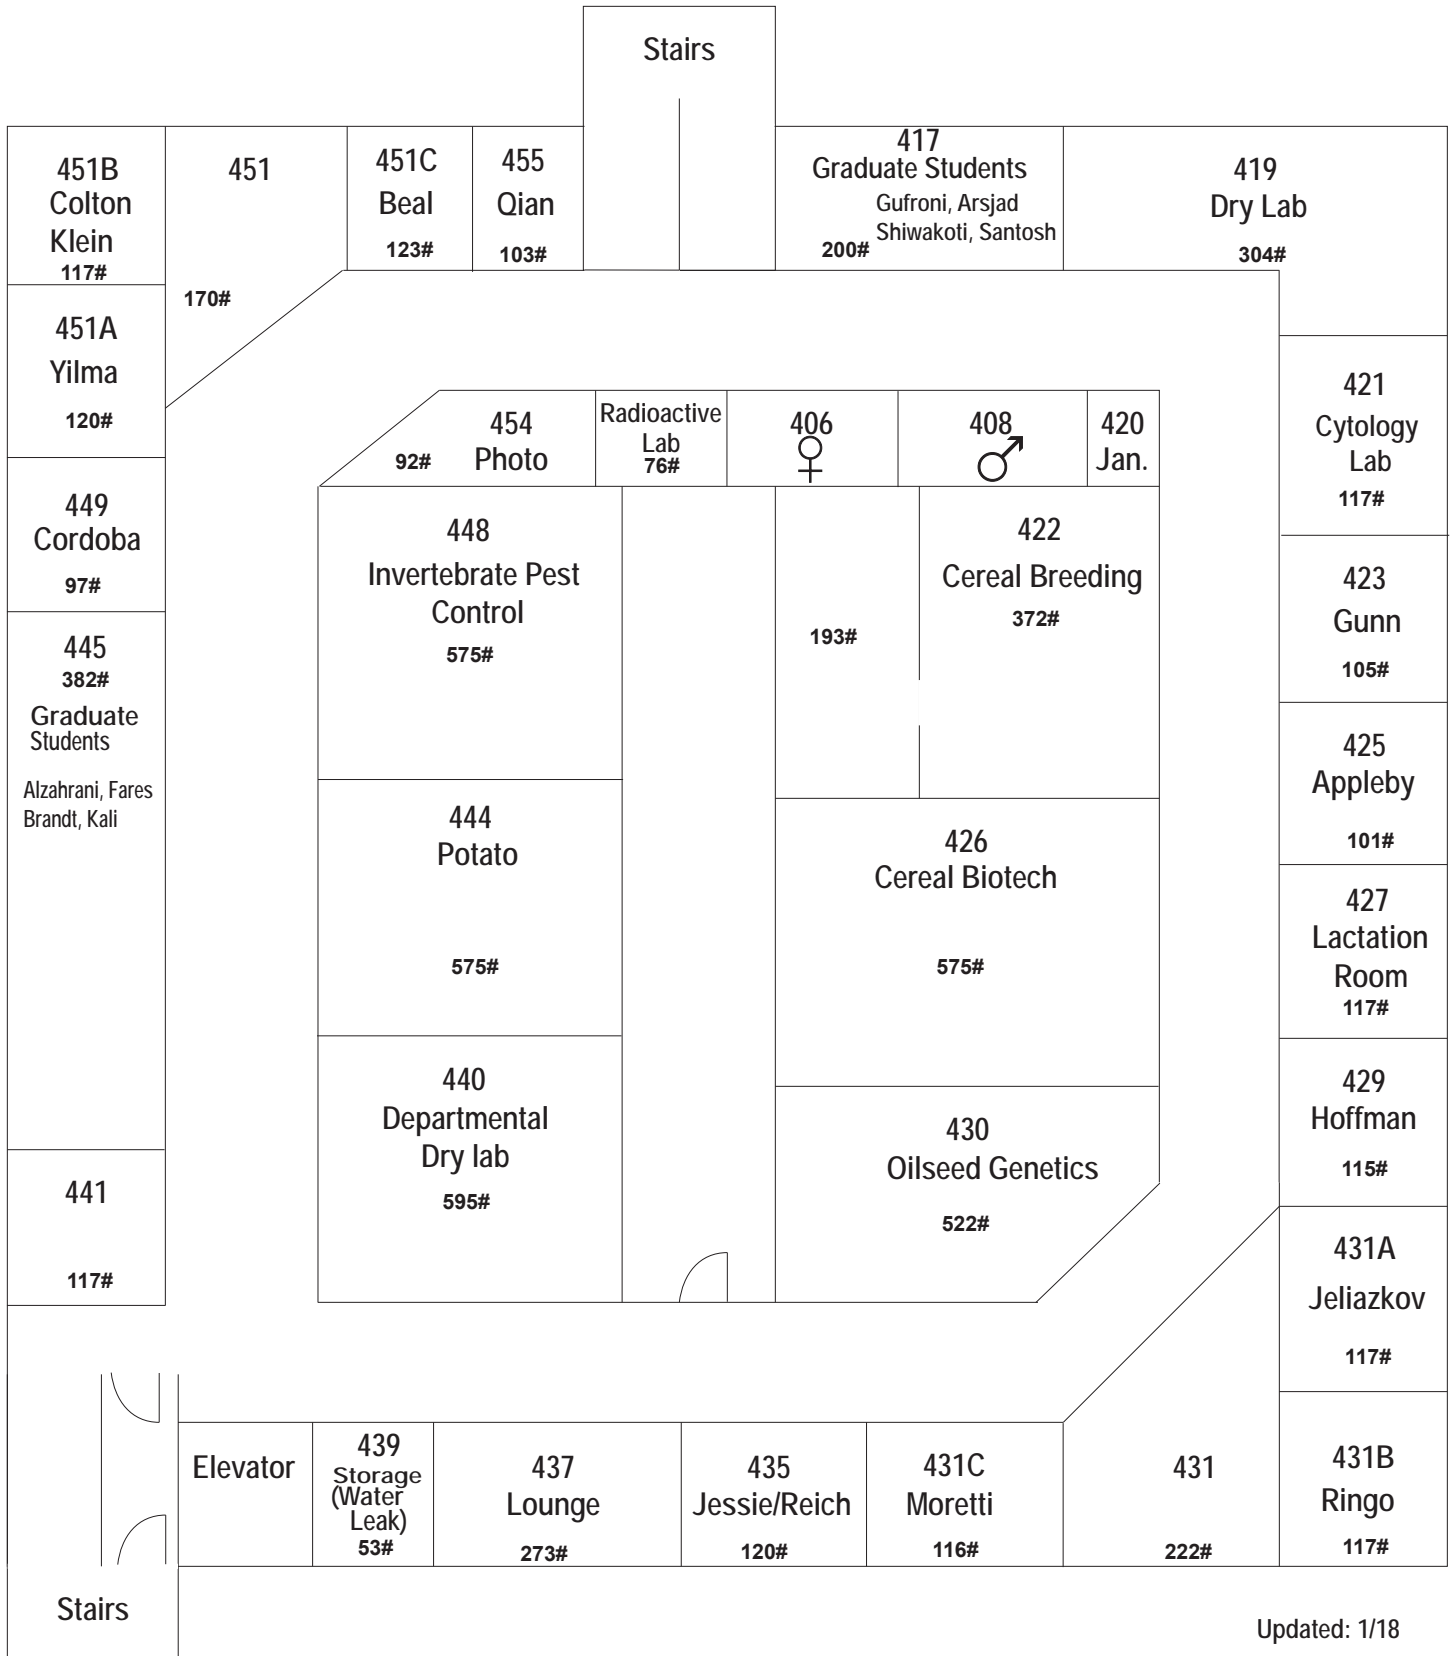 Stairs
451B
Colton
Klein
117#
451
170#
451C
Beal
123#
455
Qian
103#
417
Graduate Students
Gufroni, Arsjad
Shiwakoti, Santosh
200#
419
Dry Lab
304#
451A
Yilma
120#
449
Cordoba
97#
445
382#
Graduate
Students
Alzahrani, Fares
Brandt, Kali
441
117#
454
92# Photo
Radioactive
Lab
76#
406
408
420
Jan.
448
Invertebrate Pest
Control
575#
193#
422
Cereal Breeding
372#
444
Potato
575#
426
Cereal Biotech
575#
440
Departmental
Dry lab
595#
430
Oilseed Genetics
522#
421
Cytology
Lab
117#
423
Gunn
105#
425
Appleby
101#
427
Lactation
Room
117#
429
Hoffman
115#
431A
Jeliazkov
117#
Elevator
439
Storage
(Water
Leak)
53#
437
Lounge
273#
435
Jessie/Reich
120#
431C
Moretti
116#
431
222#
431B
Ringo
117#
Stairs
Updated: 1/18